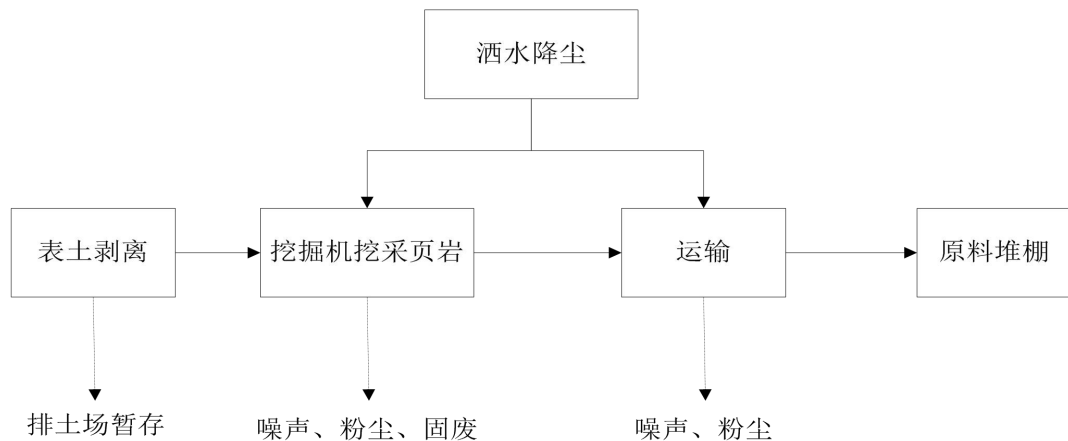 洒水降尘
表土剥离
挖掘机挖采页岩
运输
原料堆棚
排土场暂存
噪声、粉尘、固废
噪声、粉尘